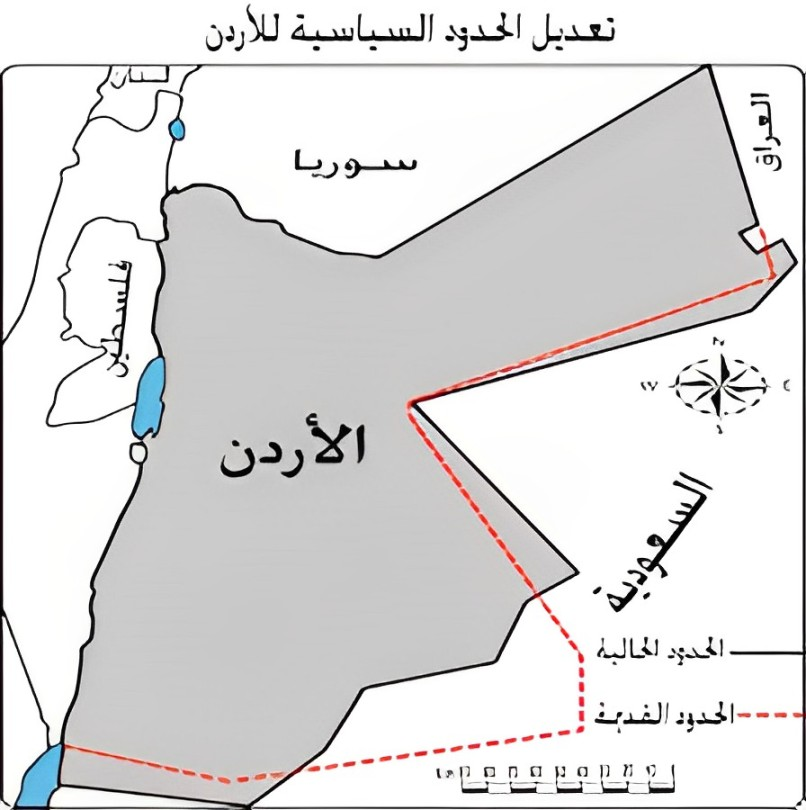 تعديل الحدود السياسية للأردن
العراق
سوريا
فلسطين
N
W
الأردن
السعودية
الحدود الحالية
الحدود القديمة